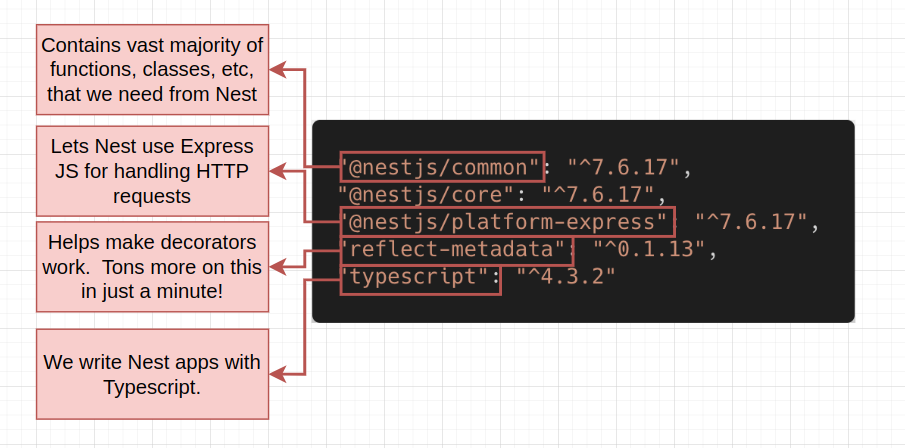 Contains vast majority of
functions, classes, etc,
that we need from Nest
Lets Nest use Express
JS for handling HTTP
requests
Helps make decorators
work.  Tons more on this
in just a minute!
We write Nest apps with
Typescript.
"@nestjs/common": "^7.6.17",
"@nestjs/core": "^7.6.17",
"@nestjs/platform-express": "^7.6.17",
"reflect-metadata": "^0.1.13",
"typescript": "^4.3.2"